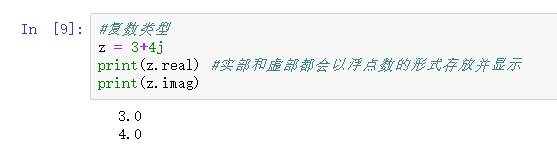 In [9]: #复数类型
z = 3+4j
print(z.real) #实部和虚部都会以浮点数的形式存放并显示
print(z.imag)
3.0
4.0